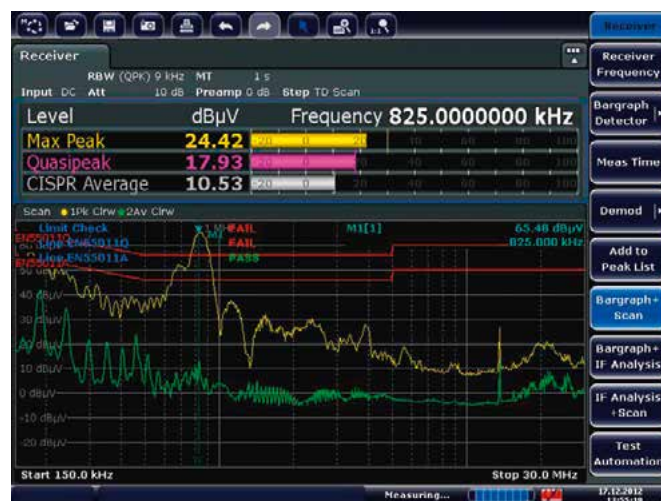 Receiver
Receiver
RBW (QPK) 9 kHz MT 1 s
Input DC Att 10 dB Preamp 0 dB Step TD Scan
Level dBµV Frequency 825.0000000 kHz
Max Peak 24.42
Quasipeak 17.93
CISPR Average 10.53
Scan 1Pk Clrw 2Av Clrw
Limit Check FAIL M1[1] 65.48 dBµV
EN55011Q FAIL 825.000 kHz
Line EN55011A PASS
40 dBµV
30 dBµV
20 dBµV
10 dBµV
0 dBµV
-10 dBµV
-20 dBµV
Start 150.0 kHz Stop 30.0 MHz
Measuring...
17.12.2012
Receiver Frequency
Bargraph Detector
Meas Time
Demod
Add to Peak List
Bargraph+ Scan
Bargraph+ IF Analysis
IF Analysis +Scan
Test Automation